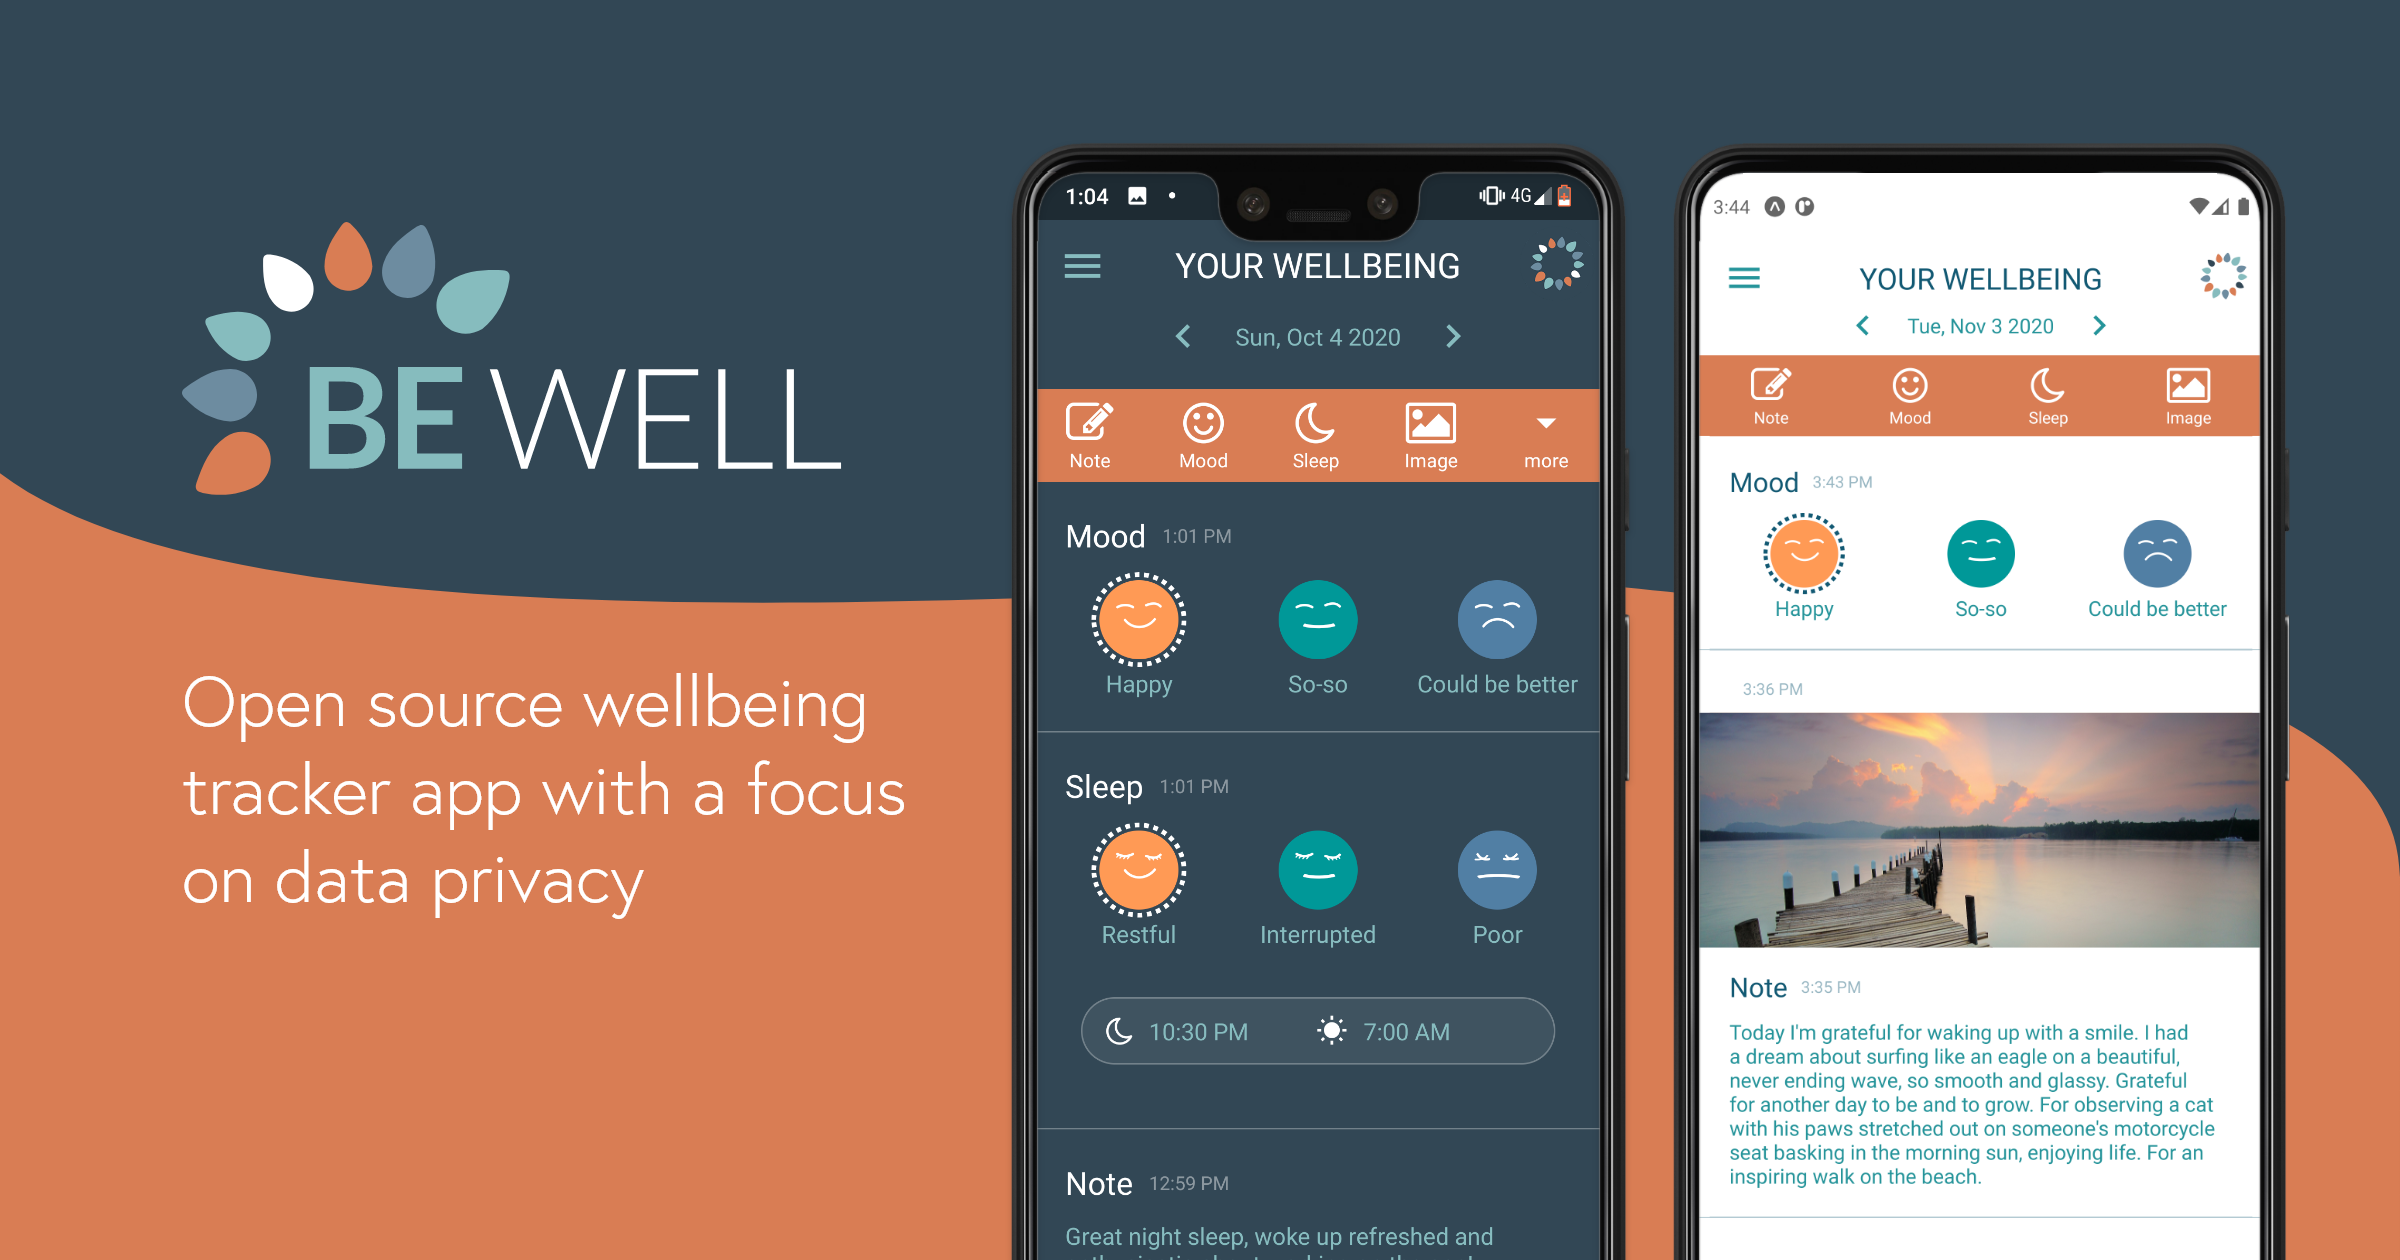 BE WELL
Open source wellbeing
tracker app with a focus
on data privacy
1:04
4G
YOUR WELLBEING
Sun, Oct 4 2020
Note Mood Sleep Image more
Mood 1:01 PM
Happy So-so Could be better
Sleep 1:01 PM
Restful Interrupted Poor
10:30 PM 7:00 AM
Note 12:59 PM
Great night sleep, woke up refreshed and
3:44
YOUR WELLBEING
Tue, Nov 3 2020
Note Mood Sleep Image
Mood 3:43 PM
Happy So-so Could be better
3:36 PM
Note 3:35 PM
Today I'm grateful for waking up with a smile. I had
a dream about surfing like an eagle on a beautiful,
never ending wave, so smooth and glassy. Grateful
for another day to be and to grow. For observing a cat
with his paws stretched out on someone's motorcycle
seat basking in the morning sun, enjoying life. For an
inspiring walk on the beach.